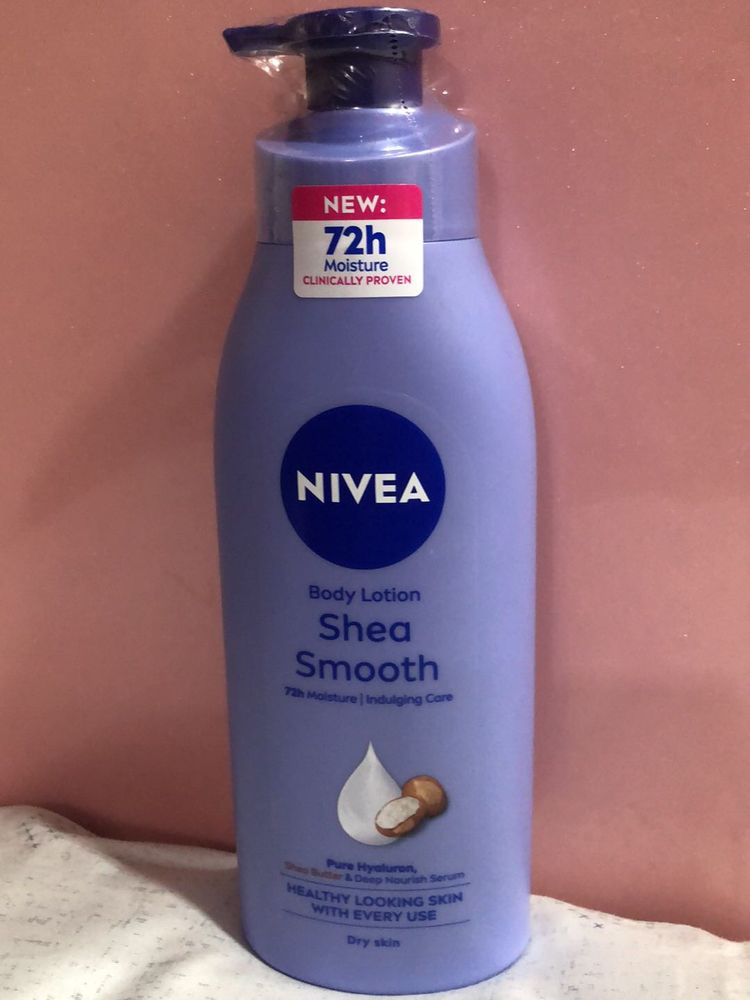 NEW:
72h
Moisture
CLINICALLY PROVEN
NIVEA
Body Lotion
Shea
Smooth
72h Moisture | Indulging Care
Pure Hyaluron,
Shea Butter & Deep Nourish Serum
HEALTHY LOOKING SKIN
WITH EVERY USE
Dry skin